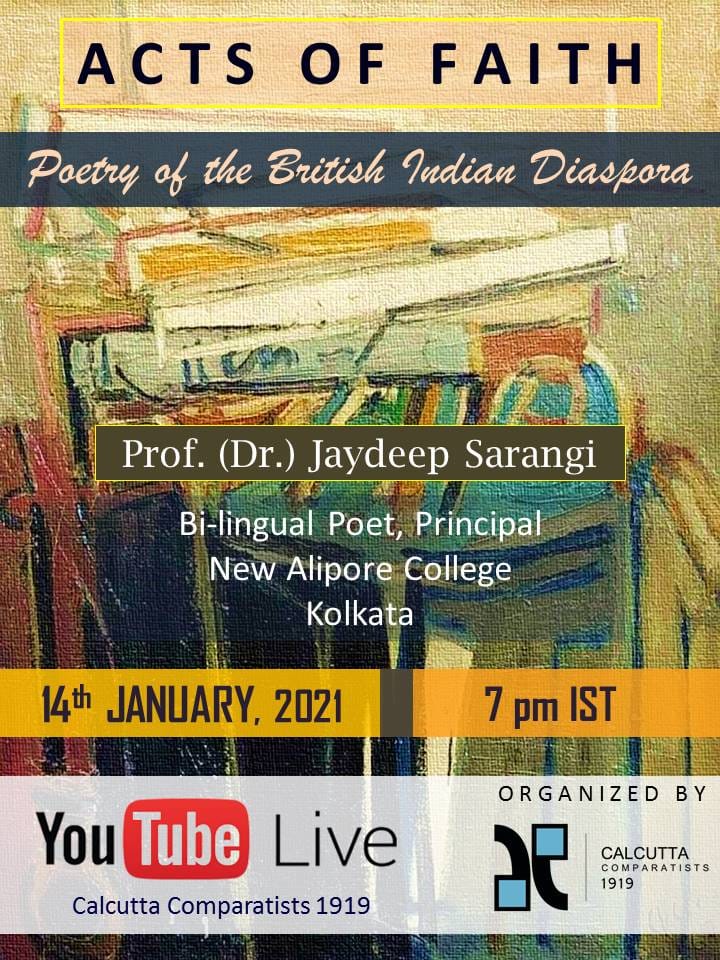 ACTS OF FAITH
Poetry of the British Indian Diaspora
Prof. (Dr.) Jaydeep Sarangi
Bi-lingual Poet, Principal
New Alipore College
Kolkata
14th JANUARY, 2021
7 pm IST
YouTube Live
Calcutta Comparatists 1919
ORGANIZED BY
CALCUTTA
COMPARATISTS
1919